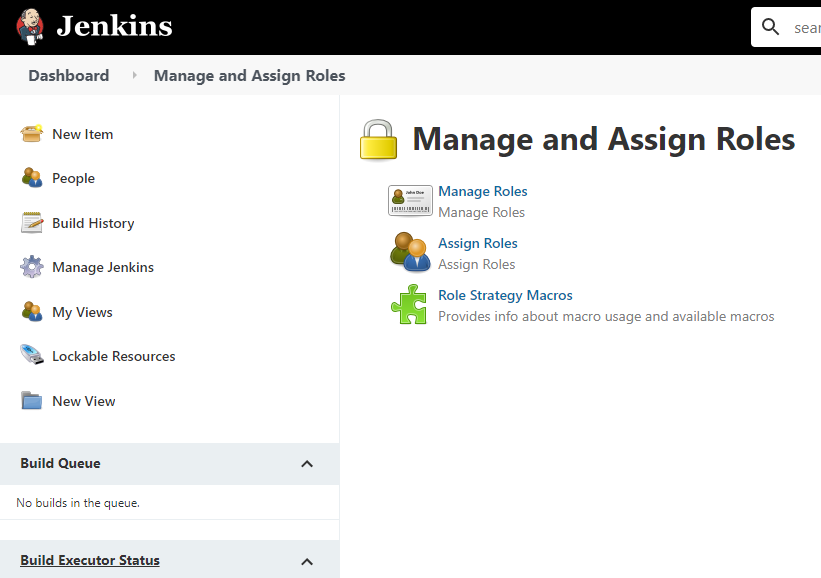 Jenkins
Dashboard Manage and Assign Roles
New Item
People
Build History
Manage Jenkins
My Views
Lockable Resources
New View
Build Queue
No builds in the queue.
Build Executor Status
Manage and Assign Roles
Manage Roles
Manage Roles
Assign Roles
Assign Roles
Role Strategy Macros
Provides info about macro usage and available macros